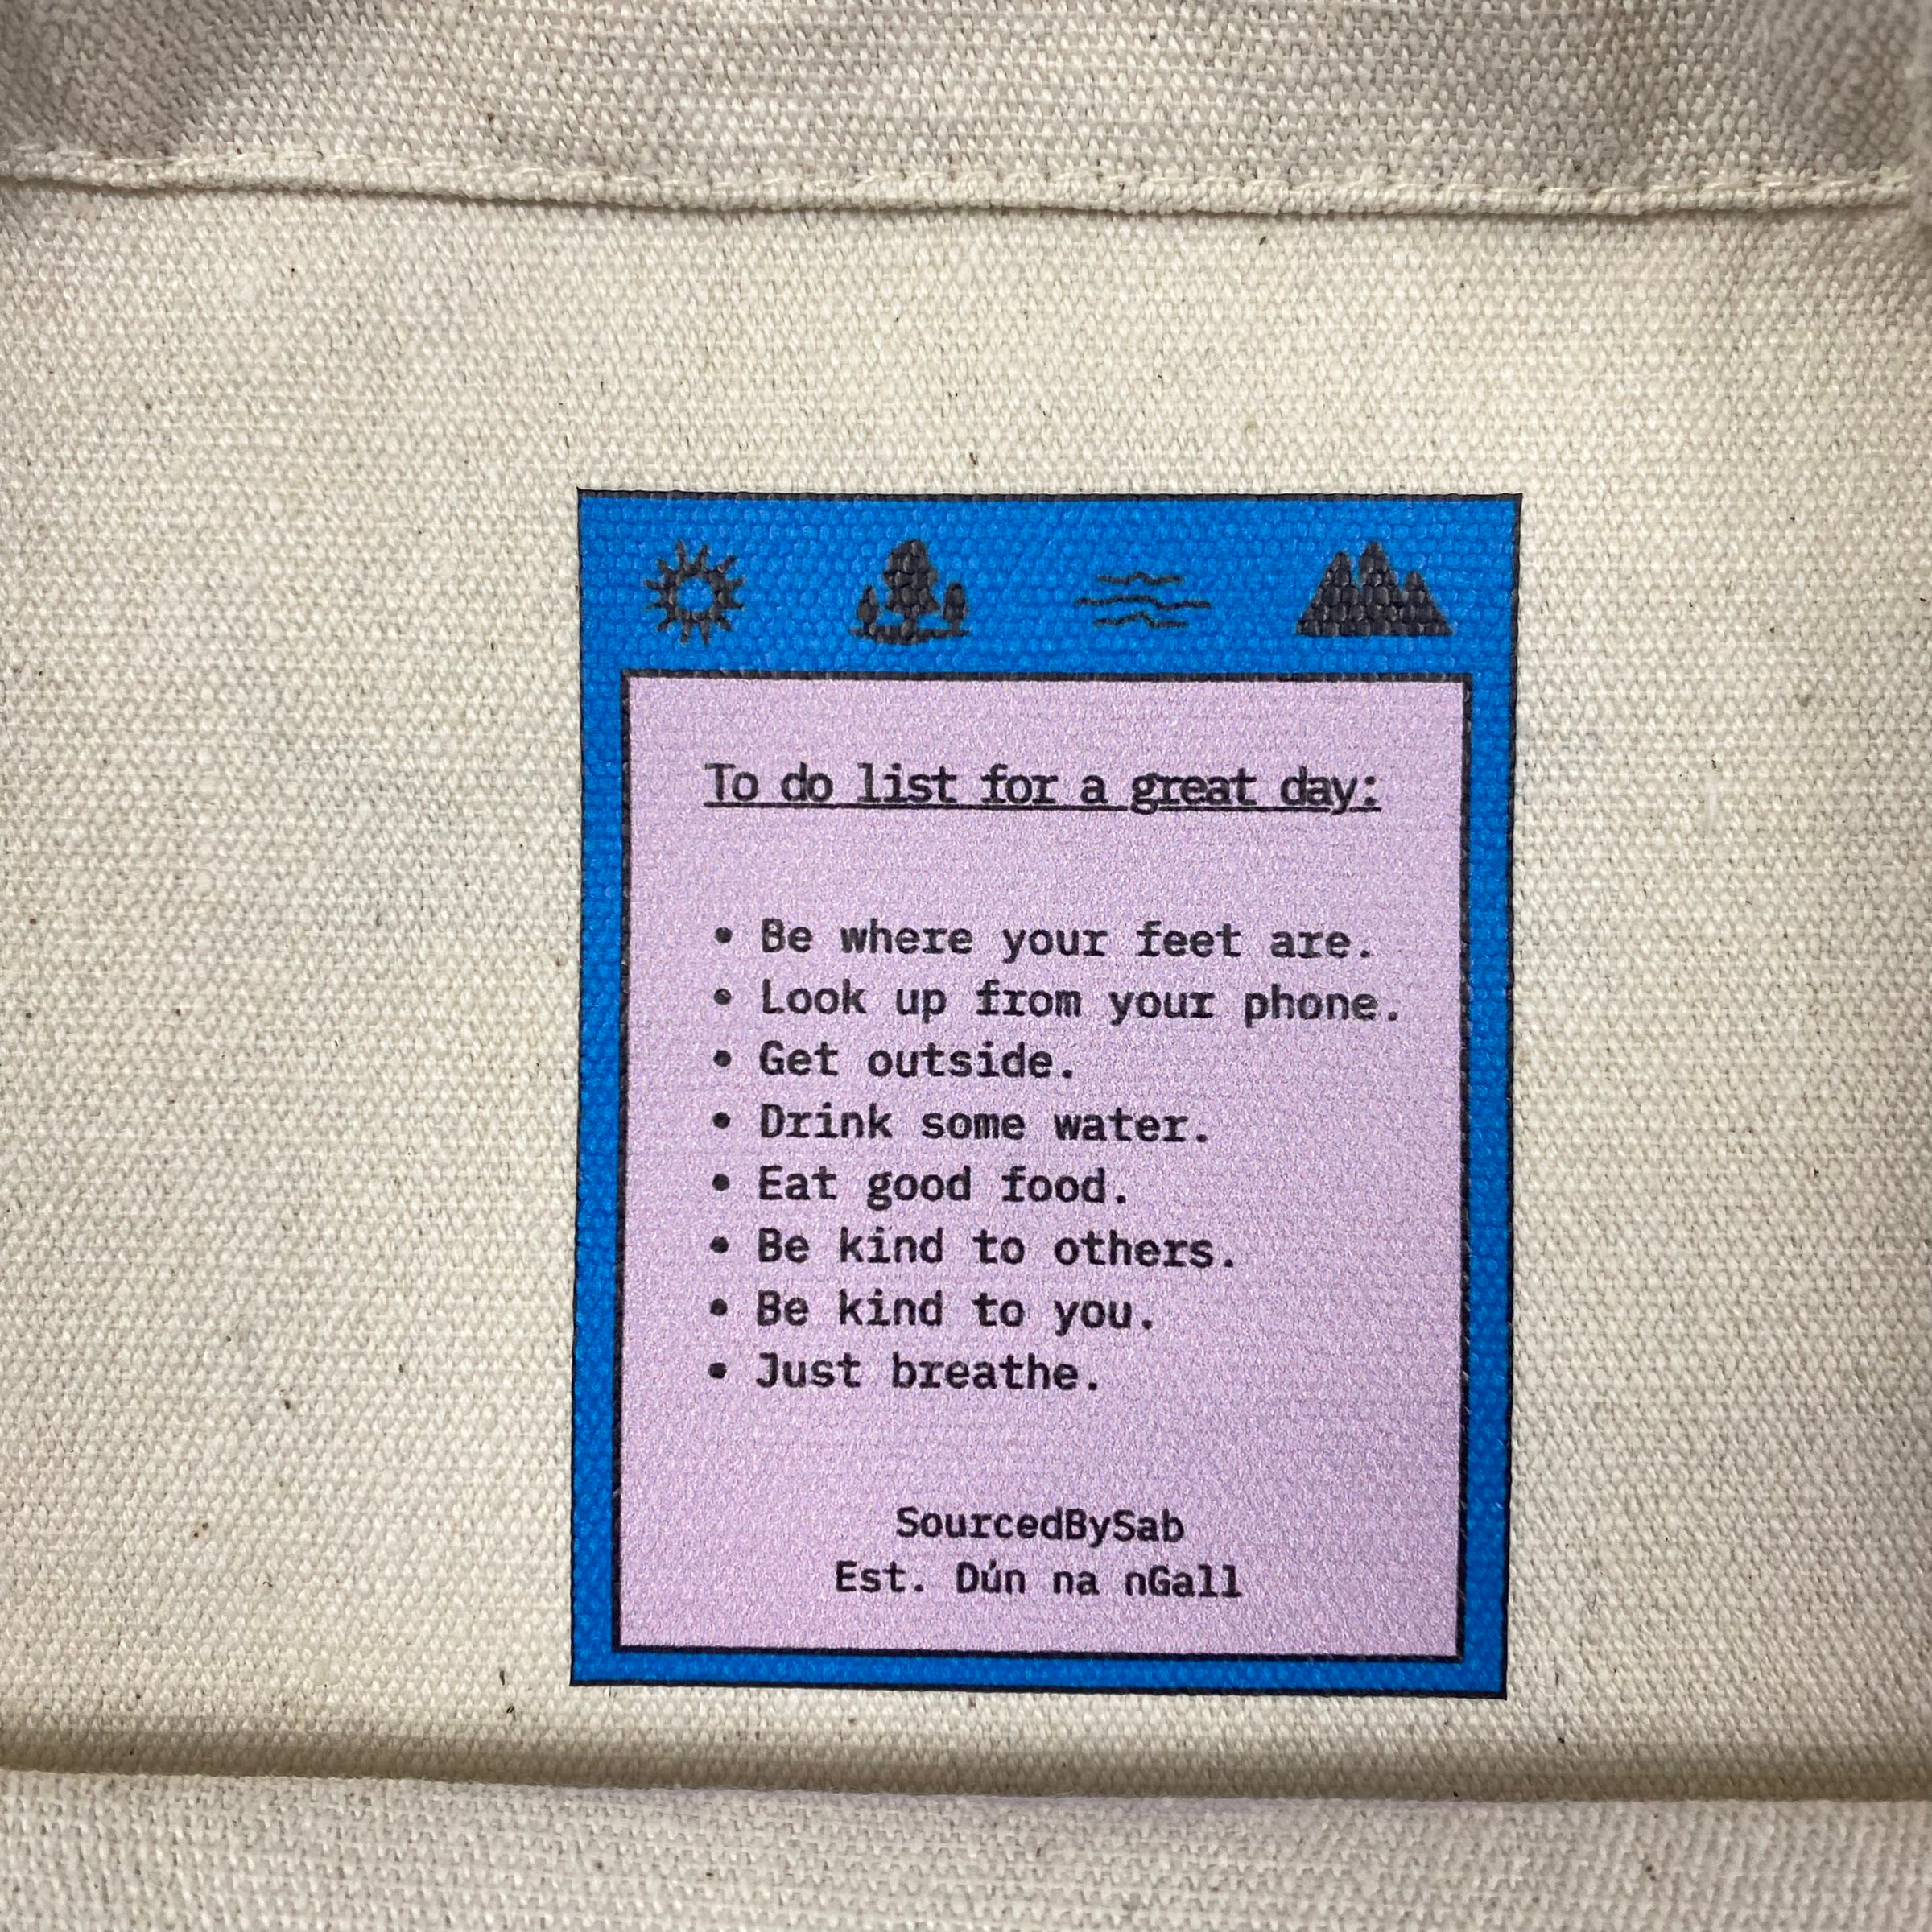 To do list for a great day:
• Be where your feet are.
• Look up from your phone.
• Get outside.
• Drink some water.
• Eat good food.
• Be kind to others.
• Be kind to you.
• Just breathe.
SourcedBySab
Est. Dún na nGall